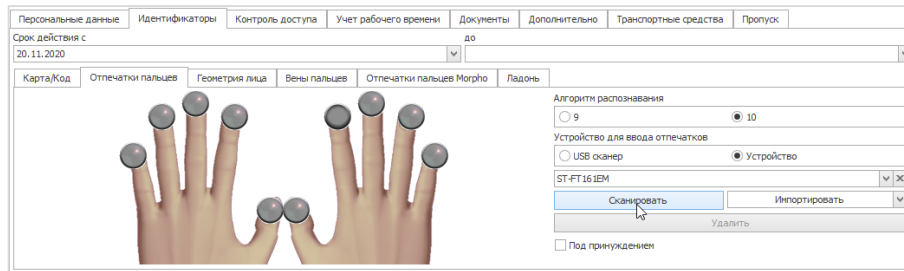 Персональные данные Идентификаторы Контроль доступа Учет рабочего времени Документы Дополнительно Транспортные средства Пропуск
Срок действия с до
20.11.2020
Карта/Код Отпечатки пальцев Геометрия лица Вены пальцев Отпечатки пальцев Morpho Ладонь
Алгоритм распознавания
9 10
Устройство для ввода отпечатков
USB сканер Устройство
ST-FT161EM
Сканировать Импортировать
Удалить
Под принуждением